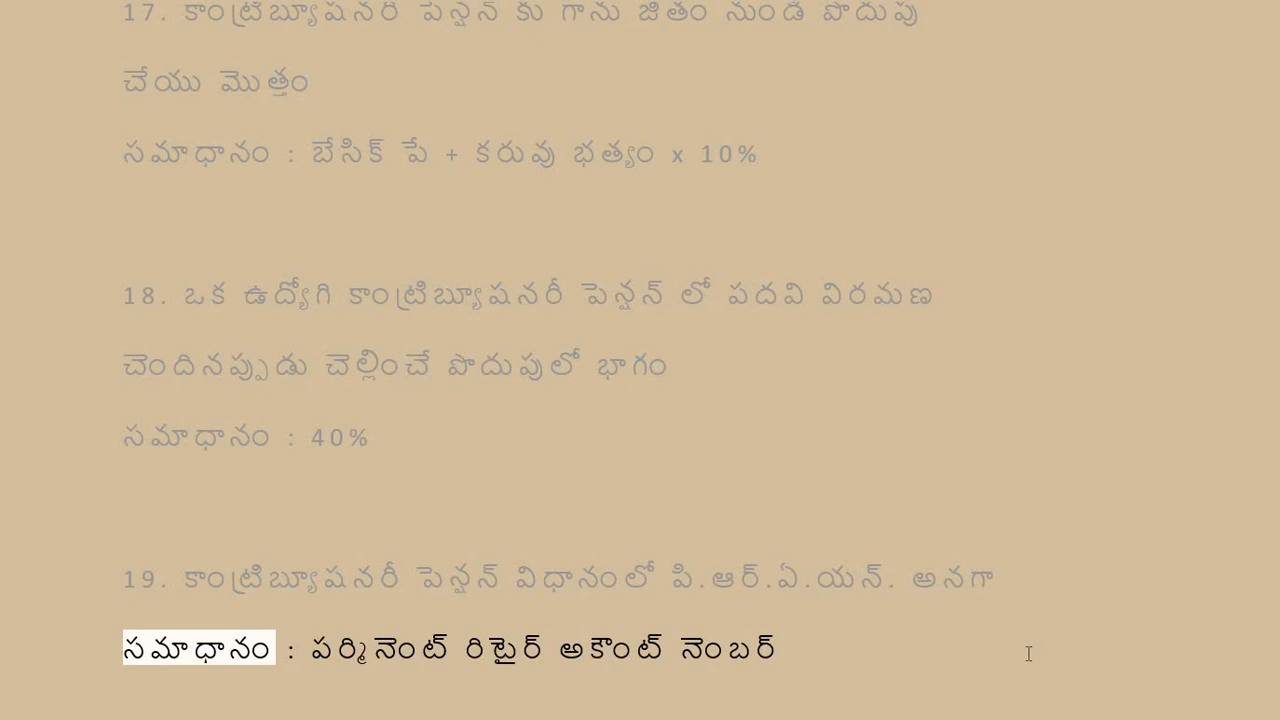 17. కాంట్రిబ్యూషనరీ పెన్షన్ కు గాను జీతం నుండి పొదుపు
చేయు మొత్తం
సమాధానం : బేసిక్ పే + కరువు భత్యం x 10%
18. ఒక ఉద్యోగి కాంట్రిబ్యూషనరీ పెన్షన్ లో పదవి విరమణ
చెందినప్పుడు చెల్లించే పొదుపులో భాగం
సమాధానం : 40%
19. కాంట్రిబ్యూషనరీ పెన్షన్ విధానంలో పి.ఆర్.ఏ.యన్. అనగా
సమాధానం : పర్మినెంట్ రిటైర్ అకౌంట్ నెంబర్